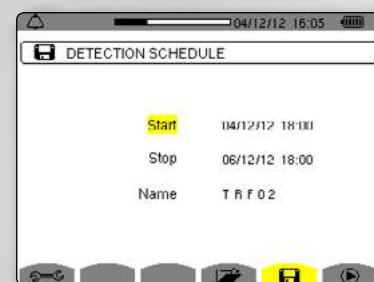 04/12/12 16:05
DETECTION SCHEDULE
Start 04/12/12 18:00
Stop 06/12/12 18:00
Name TRF02